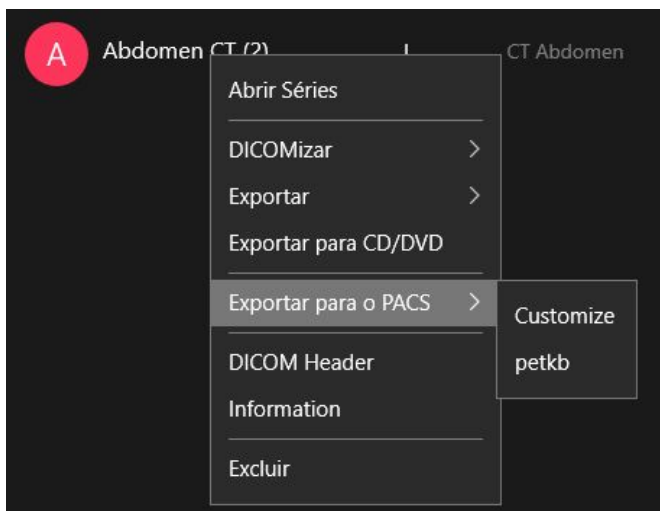 A
Abdomen CT (2)
CT Abdomen
Abrir Séries
DICOMizar
Exportar
Exportar para CD/DVD
Exportar para o PACS
Customize
petkb
DICOM Header
Information
Excluir